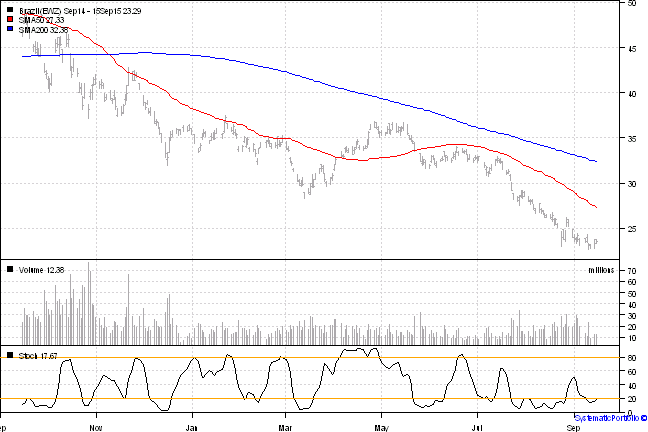 Brazil(EWZ) Sep14 - 15Sep15 23.29
SMA50 27.33
SMA200 32.38
50
45
40
35
30
25
Volume 12.38
millions
70
60
50
40
30
20
10
Stoch 17.67
80
60
40
20
0
ep
Nov
Jan
Mar
May
Jul
Sep
SystematicPortfolio ©